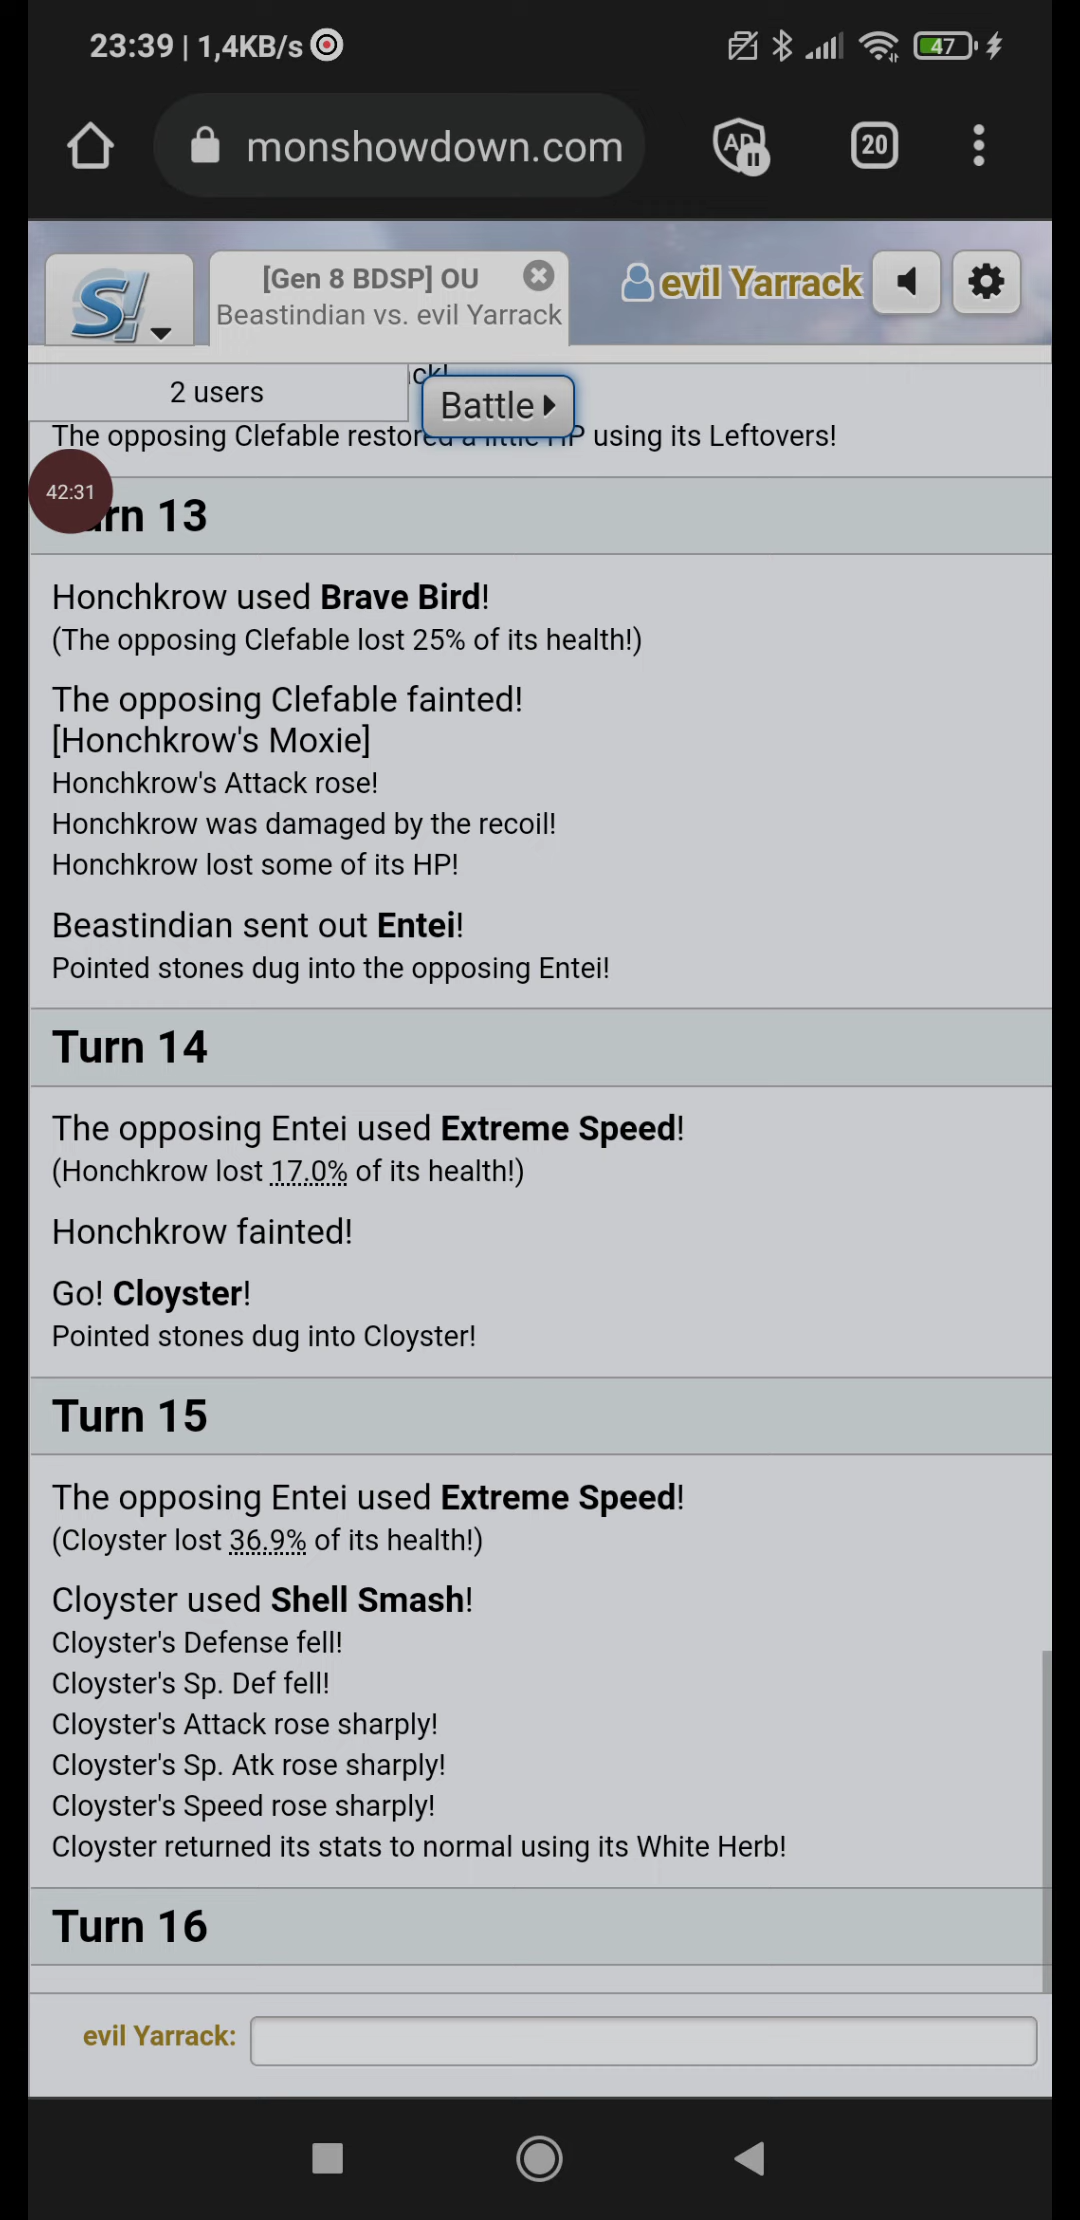 23:39 | 1,4KB/s
47
monshowdown.com
AD
20
S!
[Gen 8 BDSP] OU
Beastindian vs. evil Yarrack
evil Yarrack
2 users
ck!
Battle
The opposing Clefable restored a little HP using its Leftovers!
42:31
rn 13
Honchkrow used Brave Bird!
(The opposing Clefable lost 25% of its health!)
The opposing Clefable fainted!
[Honchkrow's Moxie]
Honchkrow's Attack rose!
Honchkrow was damaged by the recoil!
Honchkrow lost some of its HP!
Beastindian sent out Entei!
Pointed stones dug into the opposing Entei!
Turn 14
The opposing Entei used Extreme Speed!
(Honchkrow lost 17.0% of its health!)
Honchkrow fainted!
Go! Cloyster!
Pointed stones dug into Cloyster!
Turn 15
The opposing Entei used Extreme Speed!
(Cloyster lost 36.9% of its health!)
Cloyster used Shell Smash!
Cloyster's Defense fell!
Cloyster's Sp. Def fell!
Cloyster's Attack rose sharply!
Cloyster's Sp. Atk rose sharply!
Cloyster's Speed rose sharply!
Cloyster returned its stats to normal using its White Herb!
Turn 16
evil Yarrack: